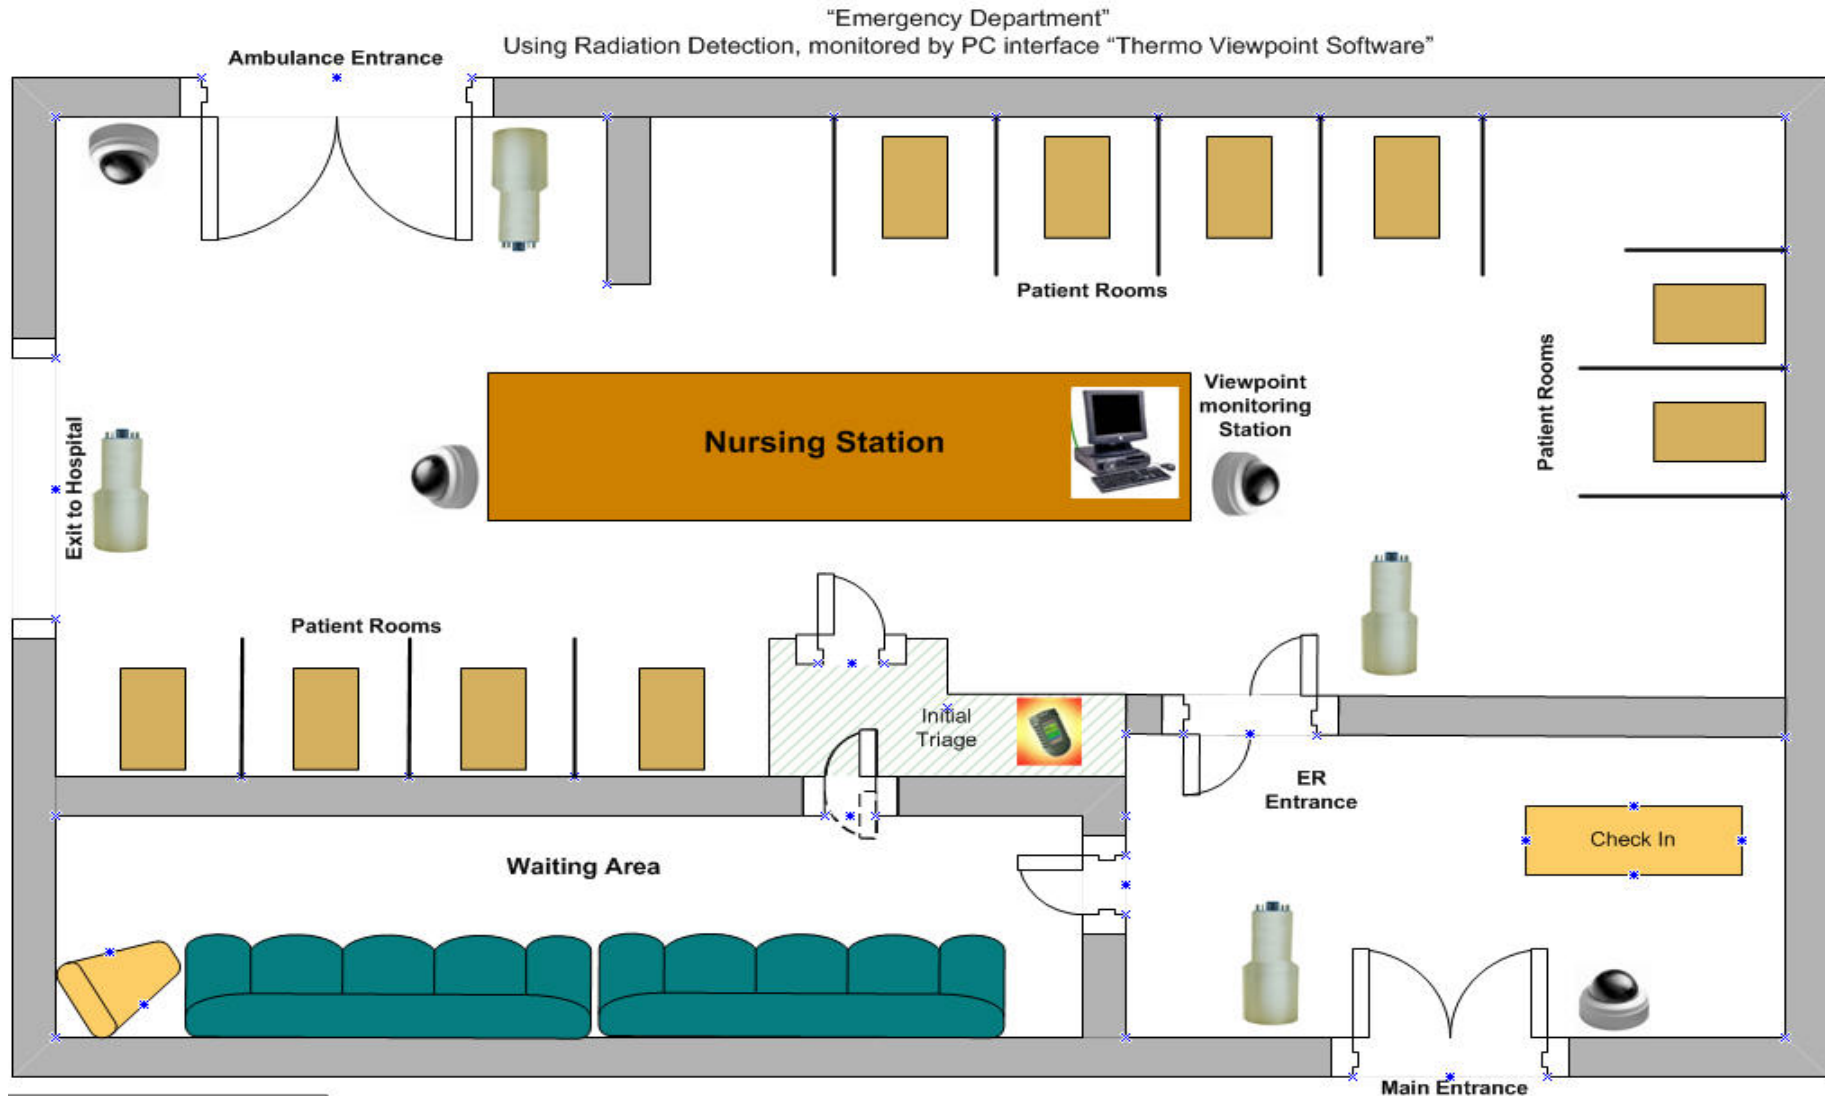 “Emergency Department”
Using Radiation Detection, monitored by PC interface “Thermo Viewpoint Software”
Ambulance Entrance
Patient Rooms
Patient Rooms
Viewpoint
monitoring
Station
Nursing Station
Exit to Hospital
Patient Rooms
Initial
Triage
ER
Entrance
Check In
Waiting Area
Main Entrance